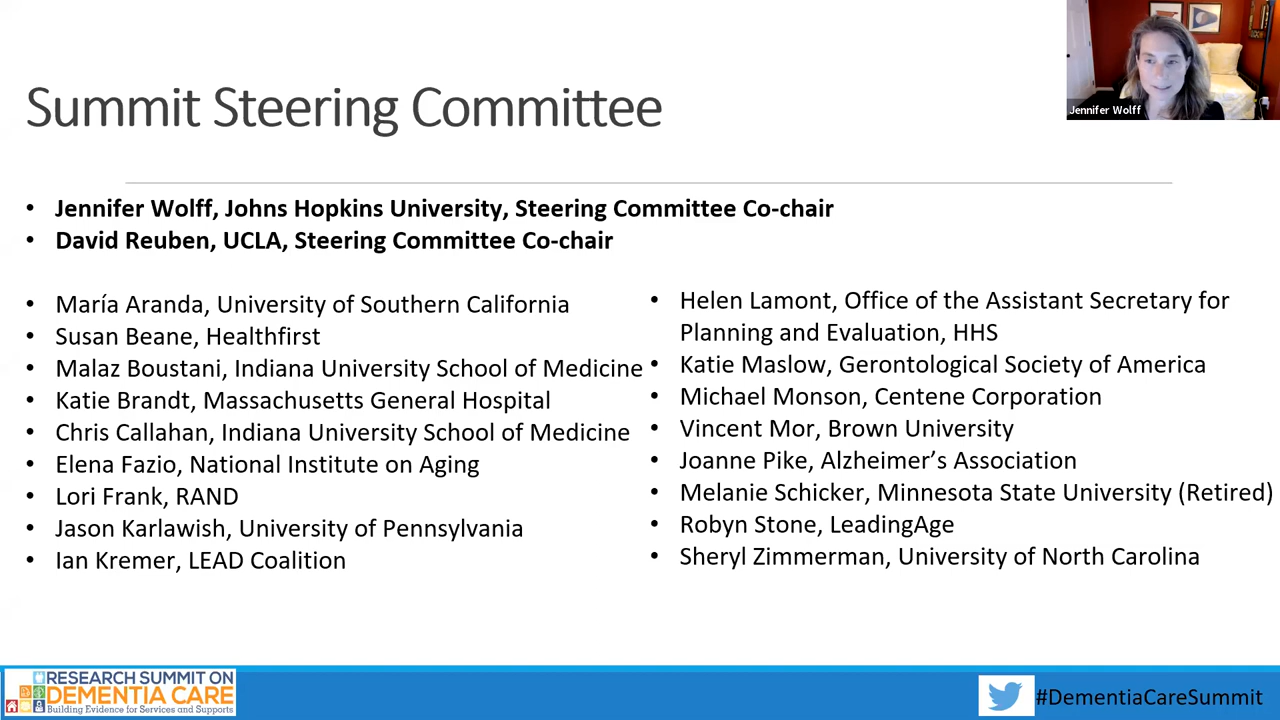 Summit Steering Committee
Jennifer Wolff
• Jennifer Wolff, Johns Hopkins University, Steering Committee Co-chair
• David Reuben, UCLA, Steering Committee Co-chair
• María Aranda, University of Southern California
• Susan Beane, Healthfirst
• Malaz Boustani, Indiana University School of Medicine
• Katie Brandt, Massachusetts General Hospital
• Chris Callahan, Indiana University School of Medicine
• Elena Fazio, National Institute on Aging
• Lori Frank, RAND
• Jason Karlawish, University of Pennsylvania
• Ian Kremer, LEAD Coalition
• Helen Lamont, Office of the Assistant Secretary for
Planning and Evaluation, HHS
• Katie Maslow, Gerontological Society of America
• Michael Monson, Centene Corporation
• Vincent Mor, Brown University
• Joanne Pike, Alzheimer’s Association
• Melanie Schicker, Minnesota State University (Retired)
• Robyn Stone, LeadingAge
• Sheryl Zimmerman, University of North Carolina
RESEARCH SUMMIT ON
DEMENTIA CARE
Building Evidence for Services and Supports
#DementiaCareSummit